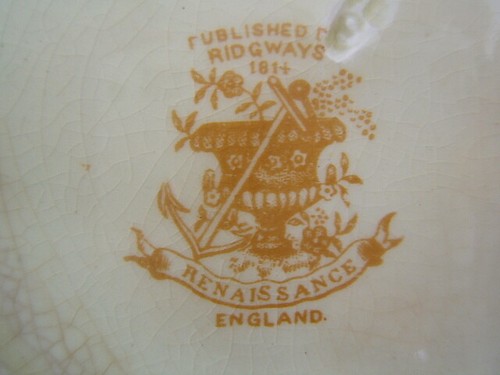 PUBLISHED
RIDGWAYS
1814
RENAISSANCE
ENGLAND.